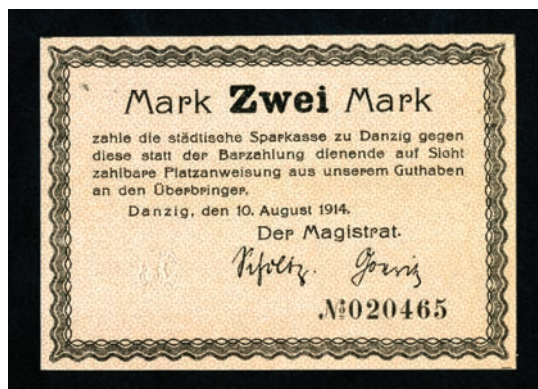 Mark Zwei Mark
zahle die städtische Sparkasse zu Danzig gegen
diese statt der Barzahlung dienende auf Sicht
zahlbare Platzanweisung aus unserem Guthaben
an den Überbringer.
Danzig, den 10. August 1914.
Der Magistrat.
Scholtz.
№020465